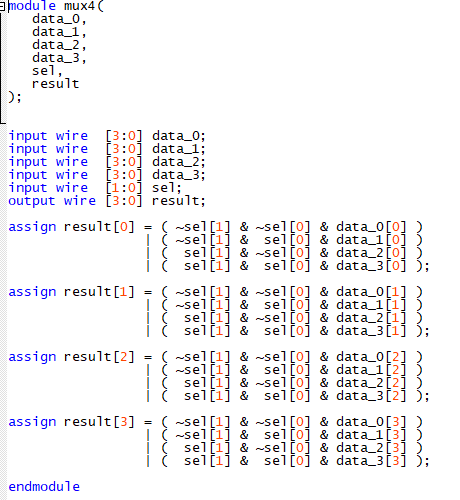 module mux4(
   data_0,
   data_1,
   data_2,
   data_3,
   sel,
   result
);
input wire  [3:0] data_0;
input wire  [3:0] data_1;
input wire  [3:0] data_2;
input wire  [3:0] data_3;
input wire  [1:0] sel;
output wire [3:0] result;
assign result[0] = ( ~sel[1] & ~sel[0] & data_0[0] )
                 | ( ~sel[1] &  sel[0] & data_1[0] )
                 | (  sel[1] & ~sel[0] & data_2[0] )
                 | (  sel[1] &  sel[0] & data_3[0] );
assign result[1] = ( ~sel[1] & ~sel[0] & data_0[1] )
                 | ( ~sel[1] &  sel[0] & data_1[1] )
                 | (  sel[1] & ~sel[0] & data_2[1] )
                 | (  sel[1] &  sel[0] & data_3[1] );
assign result[2] = ( ~sel[1] & ~sel[0] & data_0[2] )
                 | ( ~sel[1] &  sel[0] & data_1[2] )
                 | (  sel[1] & ~sel[0] & data_2[2] )
                 | (  sel[1] &  sel[0] & data_3[2] );
assign result[3] = ( ~sel[1] & ~sel[0] & data_0[3] )
                 | ( ~sel[1] &  sel[0] & data_1[3] )
                 | (  sel[1] & ~sel[0] & data_2[3] )
                 | (  sel[1] &  sel[0] & data_3[3] );
endmodule